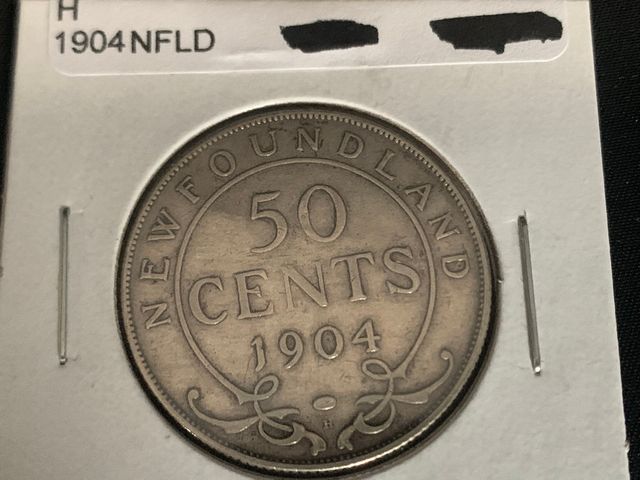 H
1904NFLD
NEWFOUNDLAND
50
CENTS
1904
H